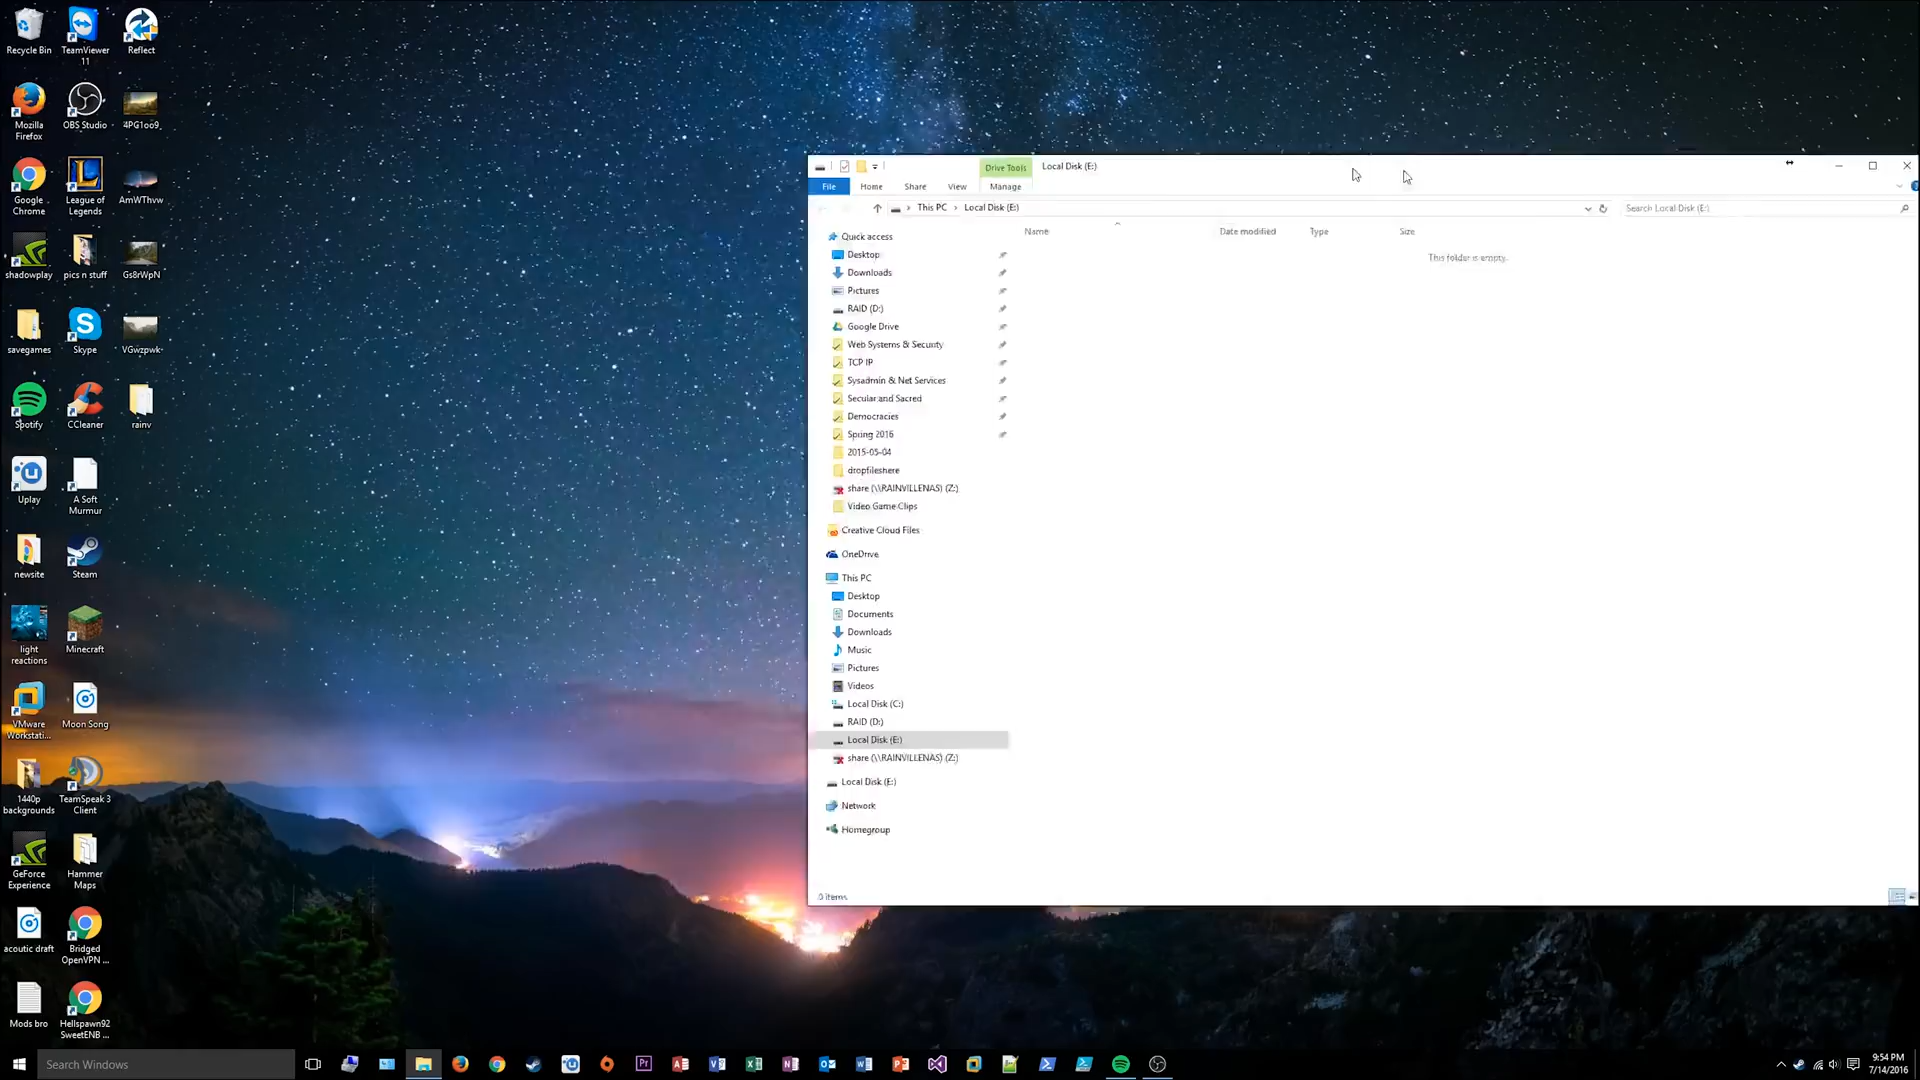 Recycle Bin
TeamViewer
11
Reflect
Mozilla
Firefox
OBS Studio
4PG1oo9
Google
Chrome
League of
Legends
AmWThvw
shadowplay
pics n stuff
Gs8rWpN
savegames
Skype
VGwzpwk
Spotify
CCleaner
rainv
Uplay
A Soft
Murmur
newsite
Steam
light
reactions
Minecraft
VMware
Workstati...
Moon Song
1440p
backgrounds
TeamSpeak 3
Client
GeForce
Experience
Hammer
Maps
acoutic draft
Bridged
OpenVPN ...
Mods bro
Hellspawn92
SweetENB ...
Drive Tools
Local Disk (E:)
File
Home
Share
View
Manage
This PC
Local Disk (E:)
Search Local Disk (E:)
Name
Date modified
Type
Size
This folder is empty.
Quick access
Desktop
Downloads
Pictures
RAID (D:)
Google Drive
Web Systems & Security
TCP IP
Sysadmin & Net Services
Secular and Sacred
Democracies
Spring 2016
2015-05-04
dropfileshere
share (\\RAINVILLENAS) (Z:)
Video Game Clips
Creative Cloud Files
OneDrive
This PC
Desktop
Documents
Downloads
Music
Pictures
Videos
Local Disk (C:)
RAID (D:)
Local Disk (E:)
share (\\RAINVILLENAS) (Z:)
Local Disk (E:)
Network
Homegroup
0 items
Search Windows
9:54 PM
7/14/2016